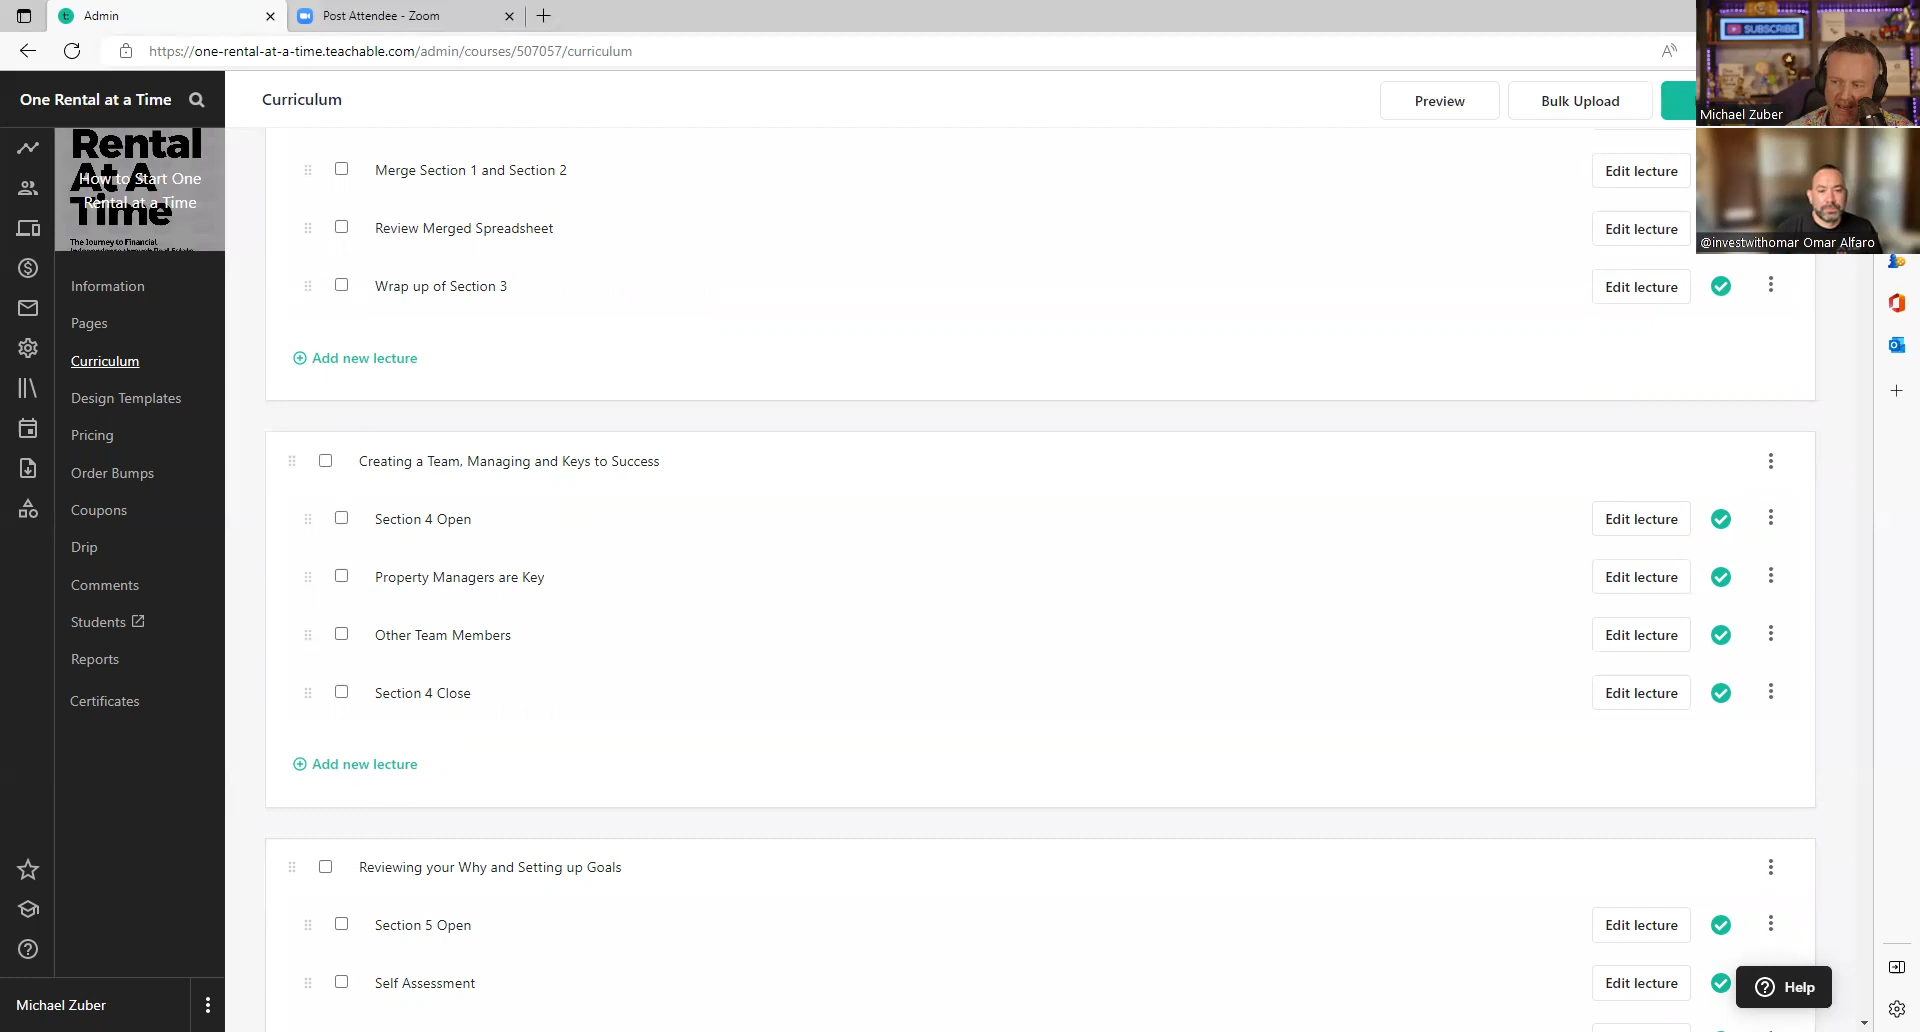 Admin
Post Attendee - Zoom
https://one-rental-at-a-time.teachable.com/admin/courses/507057/curriculum
SUBSCRIBE
Michael Zuber
@investwithomar Omar Alfaro
One Rental at a Time
Curriculum
Preview
Bulk Upload
Rental
At A
Time
How to Start One
Rental at a Time
The Journey to Financial
Information
Pages
Curriculum
Design Templates
Pricing
Order Bumps
Coupons
Drip
Comments
Students
Reports
Certificates
Michael Zuber
Merge Section 1 and Section 2
Edit lecture
Review Merged Spreadsheet
Edit lecture
Wrap up of Section 3
Edit lecture
Add new lecture
Creating a Team, Managing and Keys to Success
Section 4 Open
Edit lecture
Property Managers are Key
Edit lecture
Other Team Members
Edit lecture
Section 4 Close
Edit lecture
Add new lecture
Reviewing your Why and Setting up Goals
Section 5 Open
Edit lecture
Self Assessment
Edit lecture
Help